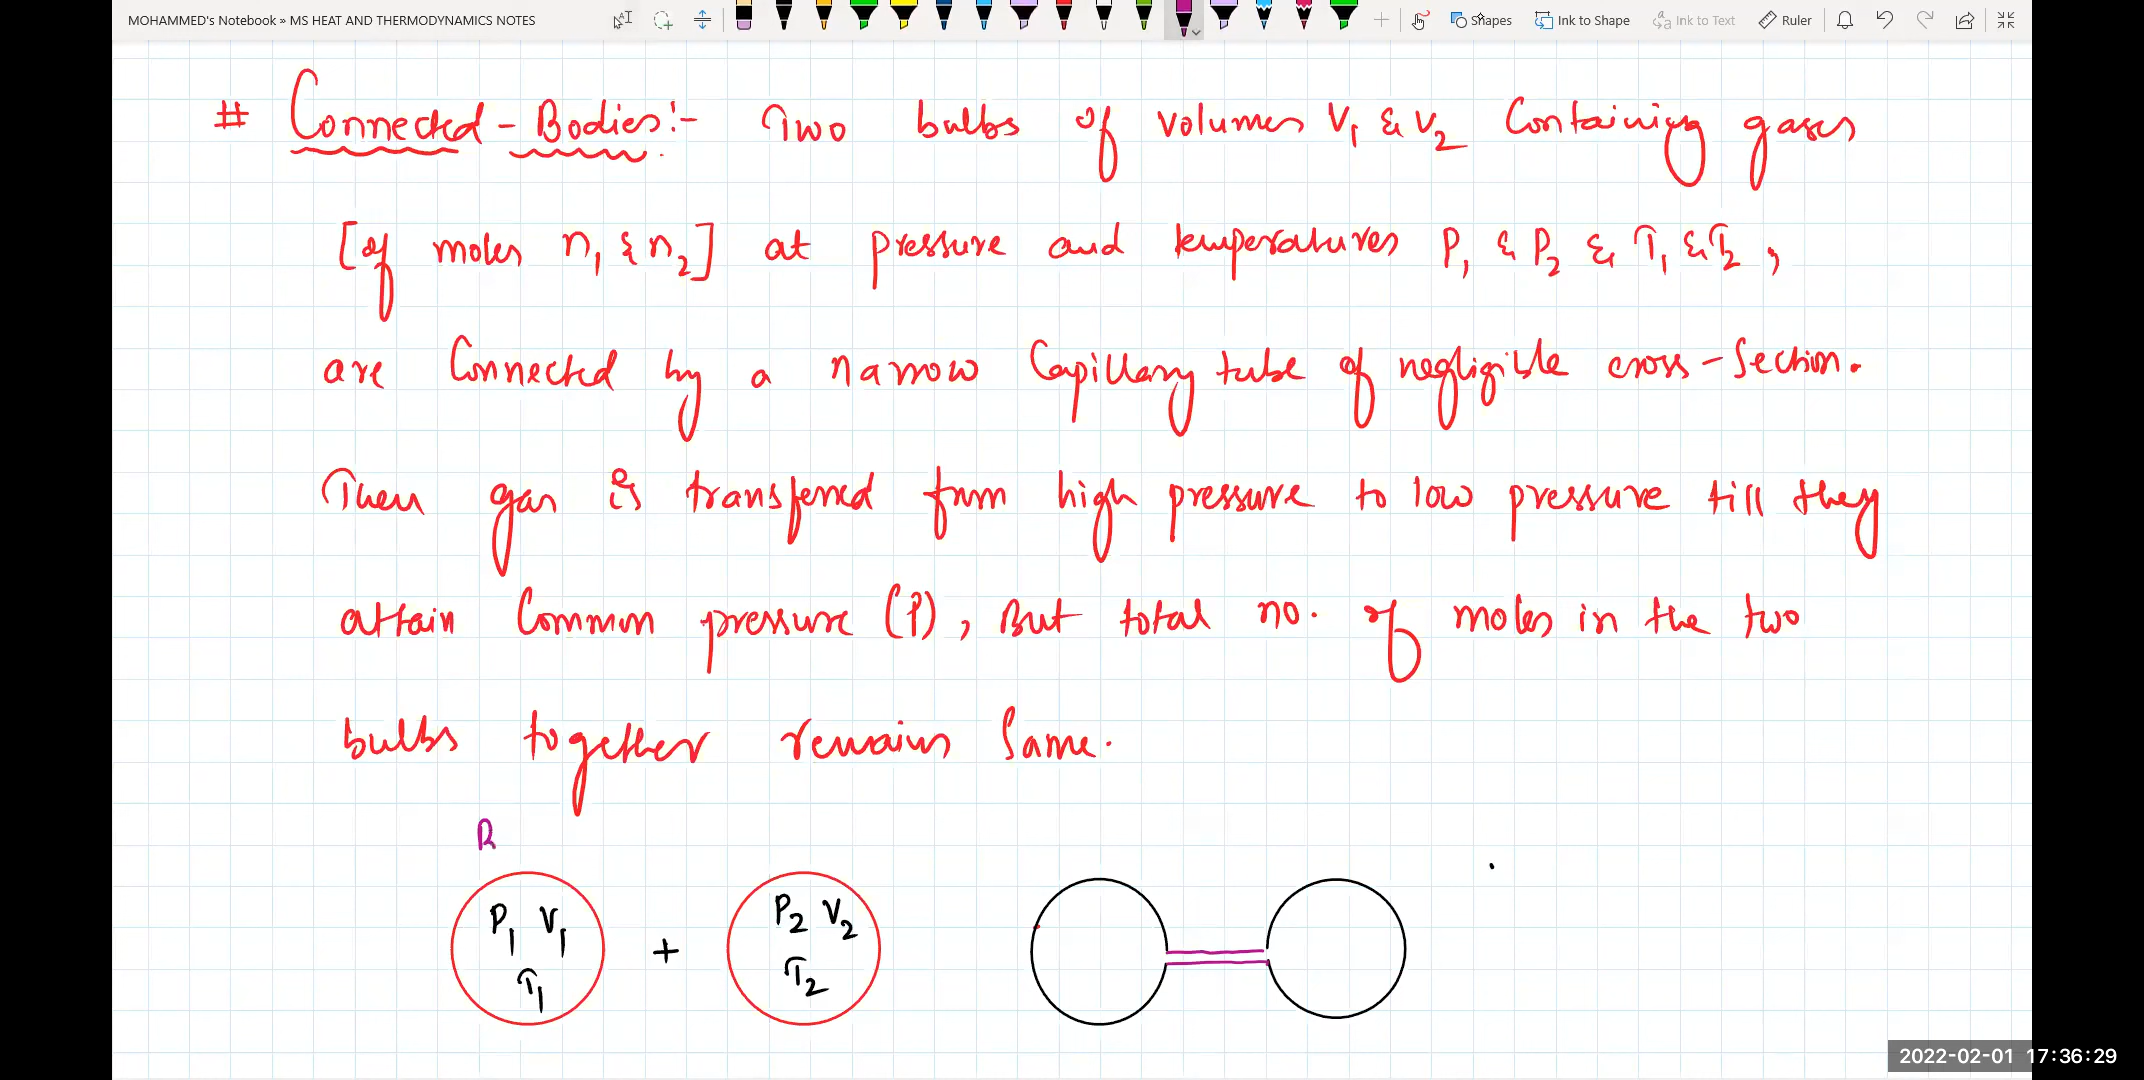 MOHAMMED's Notebook » MS HEAT AND THERMODYNAMICS NOTES
Shapes Ink to Shape Ink to Text Ruler
# Connected - Bodies:- Two bulbs of volumes V1 & V2 Containing gases
[of moles n1 & n2] at pressure and temperatures P1 & P2 & T1 & T2,
are Connected by a narrow Capillary tube of negligible cross-Section.
Then gas is transferred from high pressure to low pressure till they
attain Common pressure (P), But total no. of moles in the two
bulbs together remains Same.
P1 V1 + P2 V2
T1 T2
2022-02-01 17:36:29